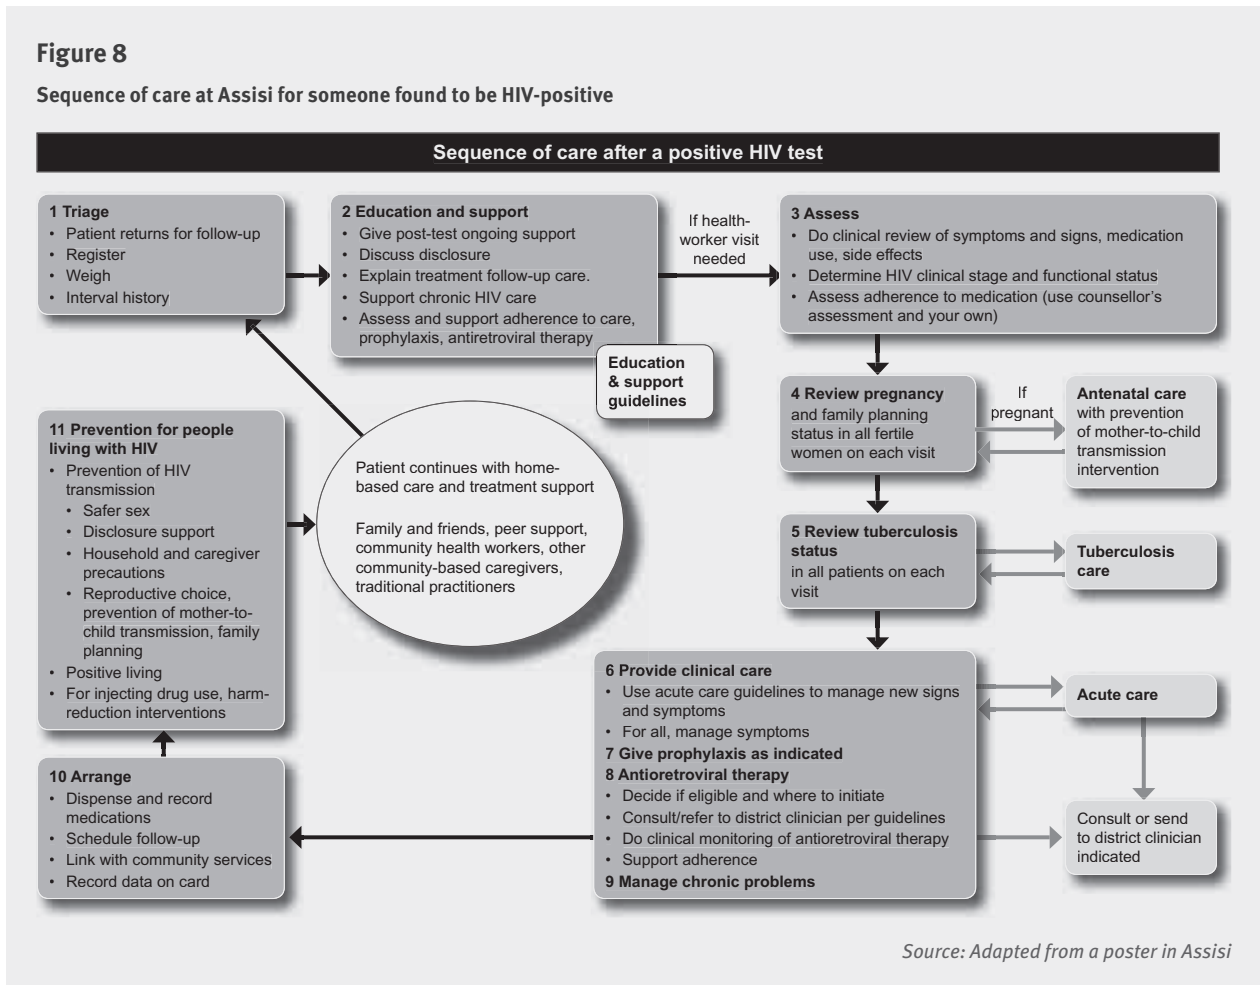 Figure 8
Sequence of care at Assisi for someone found to be HIV-positive
Sequence of care after a positive HIV test
1 Triage
• Patient returns for follow-up
• Register
• Weigh
• Interval history
2 Education and support
• Give post-test ongoing support
• Discuss disclosure
• Explain treatment follow-up care.
• Support chronic HIV care
• Assess and support adherence to care,
prophylaxis, antiretroviral therapy
Education
& support
guidelines
If health-
worker visit
needed
3 Assess
• Do clinical review of symptoms and signs, medication
use, side effects
• Determine HIV clinical stage and functional status
• Assess adherence to medication (use counsellor's
assessment and your own)
4 Review pregnancy
and family planning
status in all fertile
women on each visit
If
pregnant
Antenatal care
with prevention
of mother-to-child
transmission
intervention
5 Review tuberculosis
status
in all patients on each
visit
Tuberculosis
care
6 Provide clinical care
• Use acute care guidelines to manage new signs
and symptoms
• For all, manage symptoms
7 Give prophylaxis as indicated
8 Antioretroviral therapy
• Decide if eligible and where to initiate
• Consult/refer to district clinician per guidelines
• Do clinical monitoring of antioretroviral therapy
• Support adherence
9 Manage chronic problems
Acute care
Consult or send
to district clinician
indicated
10 Arrange
• Dispense and record
medications
• Schedule follow-up
• Link with community services
• Record data on card
11 Prevention for people
living with HIV
• Prevention of HIV
transmission
• Safer sex
• Disclosure support
• Household and caregiver
precautions
• Reproductive choice,
prevention of mother-to-
child transmission, family
planning
• Positive living
• For injecting drug use, harm-
reduction interventions
Patient continues with home-
based care and treatment support
Family and friends, peer support,
community health workers, other
community-based caregivers,
traditional practitioners
Source: Adapted from a poster in Assisi